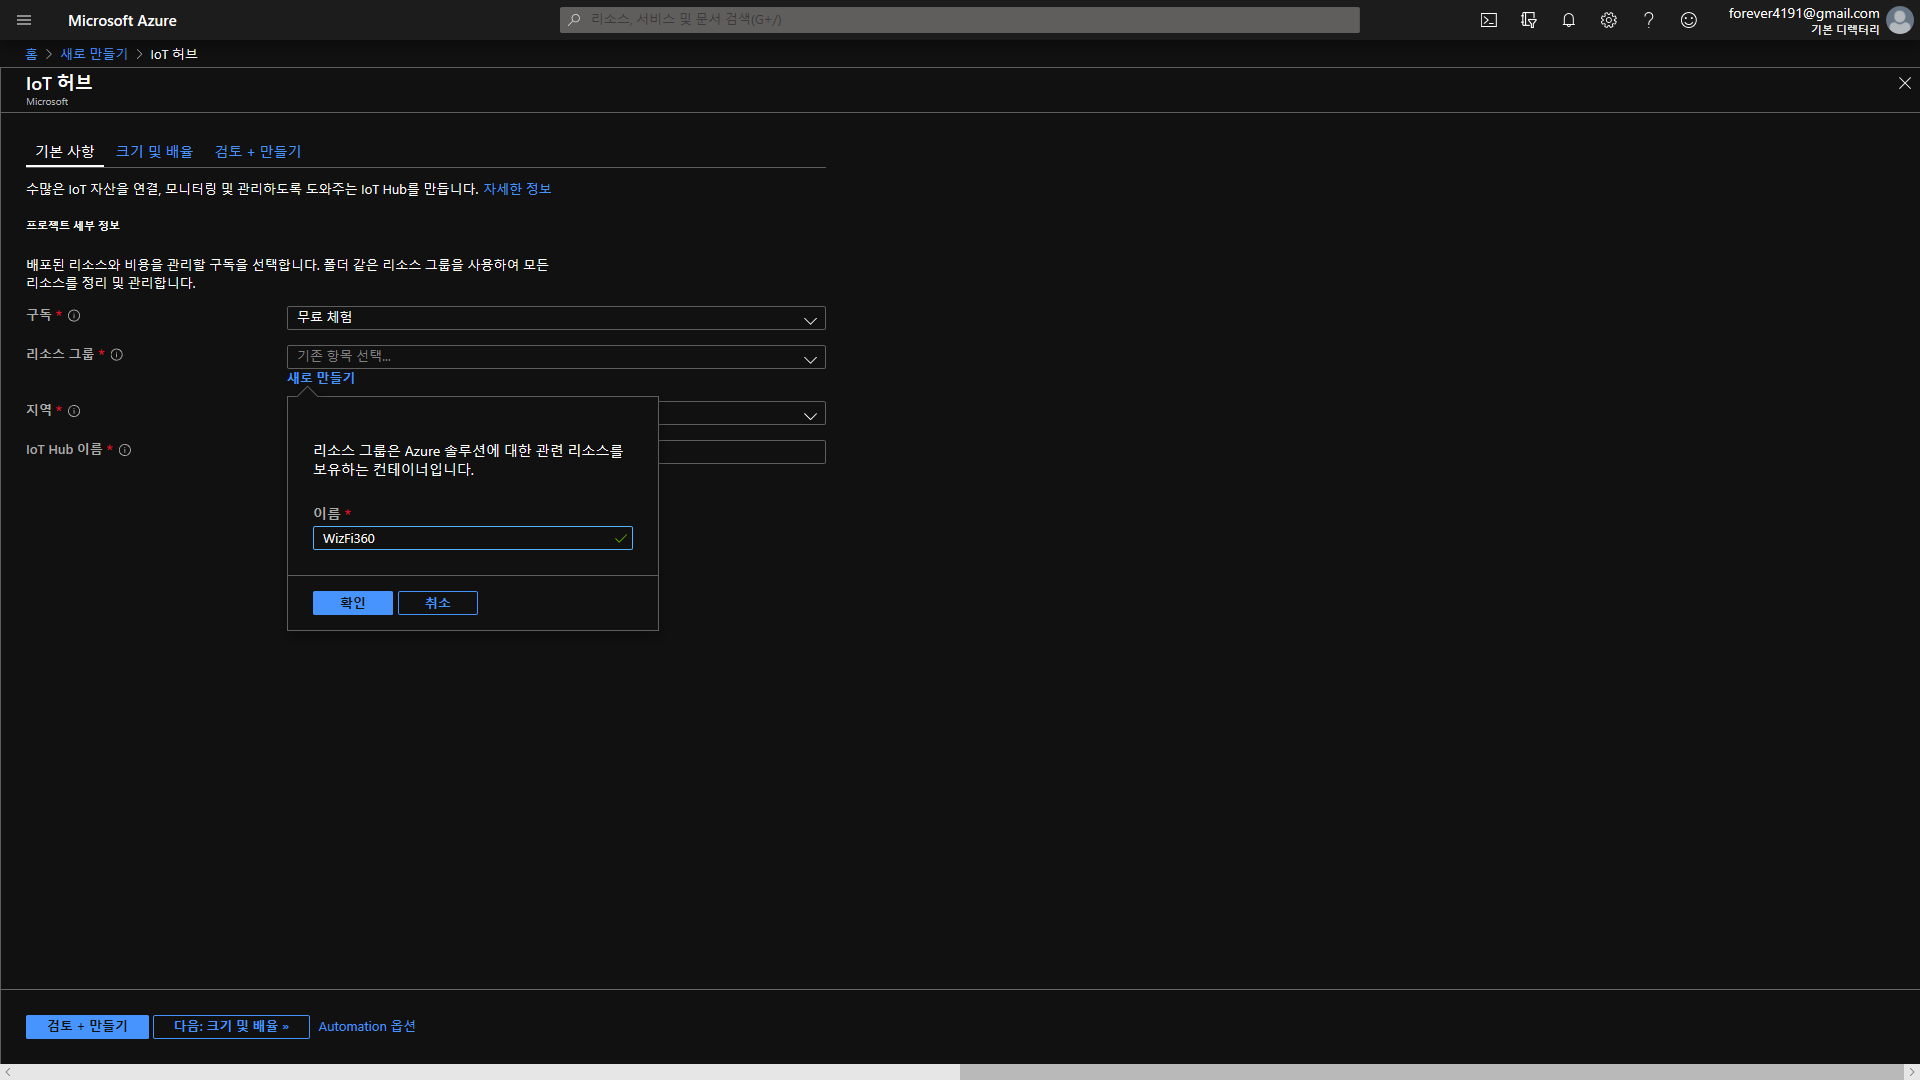 Microsoft Azure
리소스, 서비스 및 문서 검색(G+/)
forever4191@gmail.com
기본 디렉터리
홈 > 새로 만들기 > IoT 허브
IoT 허브
Microsoft
기본 사항 크기 및 배율 검토 + 만들기
수많은 IoT 자산을 연결, 모니터링 및 관리하도록 도와주는 IoT Hub를 만듭니다. 자세한 정보
프로젝트 세부 정보
배포된 리소스와 비용을 관리할 구독을 선택합니다. 폴더 같은 리소스 그룹을 사용하여 모든
리소스를 정리 및 관리합니다.
구독 *
무료 체험
리소스 그룹 *
기존 항목 선택...
새로 만들기
지역 *
IoT Hub 이름 *
리소스 그룹은 Azure 솔루션에 대한 관련 리소스를
보유하는 컨테이너입니다.
이름 *
WizFi360
확인 취소
검토 + 만들기 다음: 크기 및 배율 » Automation 옵션